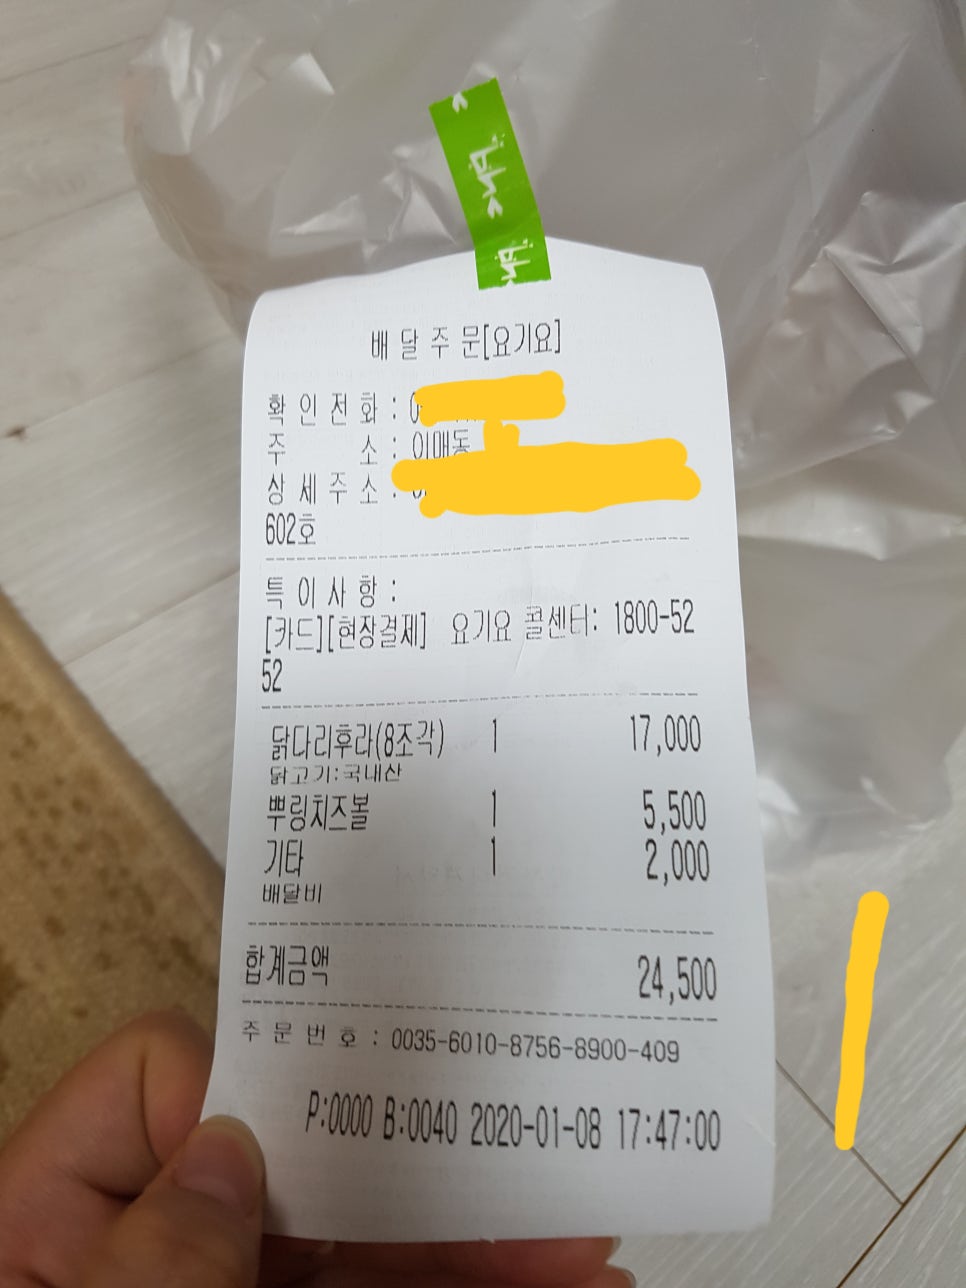 배달주문[요기요]
확인전화 : 0
주 소 : 이매동
상세주소 :
602호
특이사항 :
[카드][현장결제] 요기요 콜센터: 1800-52
52
닭다리후라(8조각) 1 17,000
닭고기:국내산
뿌링치즈볼 1 5,500
기타 1 2,000
배달비
합계금액 24,500
주문번호 : 0035-6010-8756-8900-409
P:0000 B:0040 2020-01-08 17:47:00